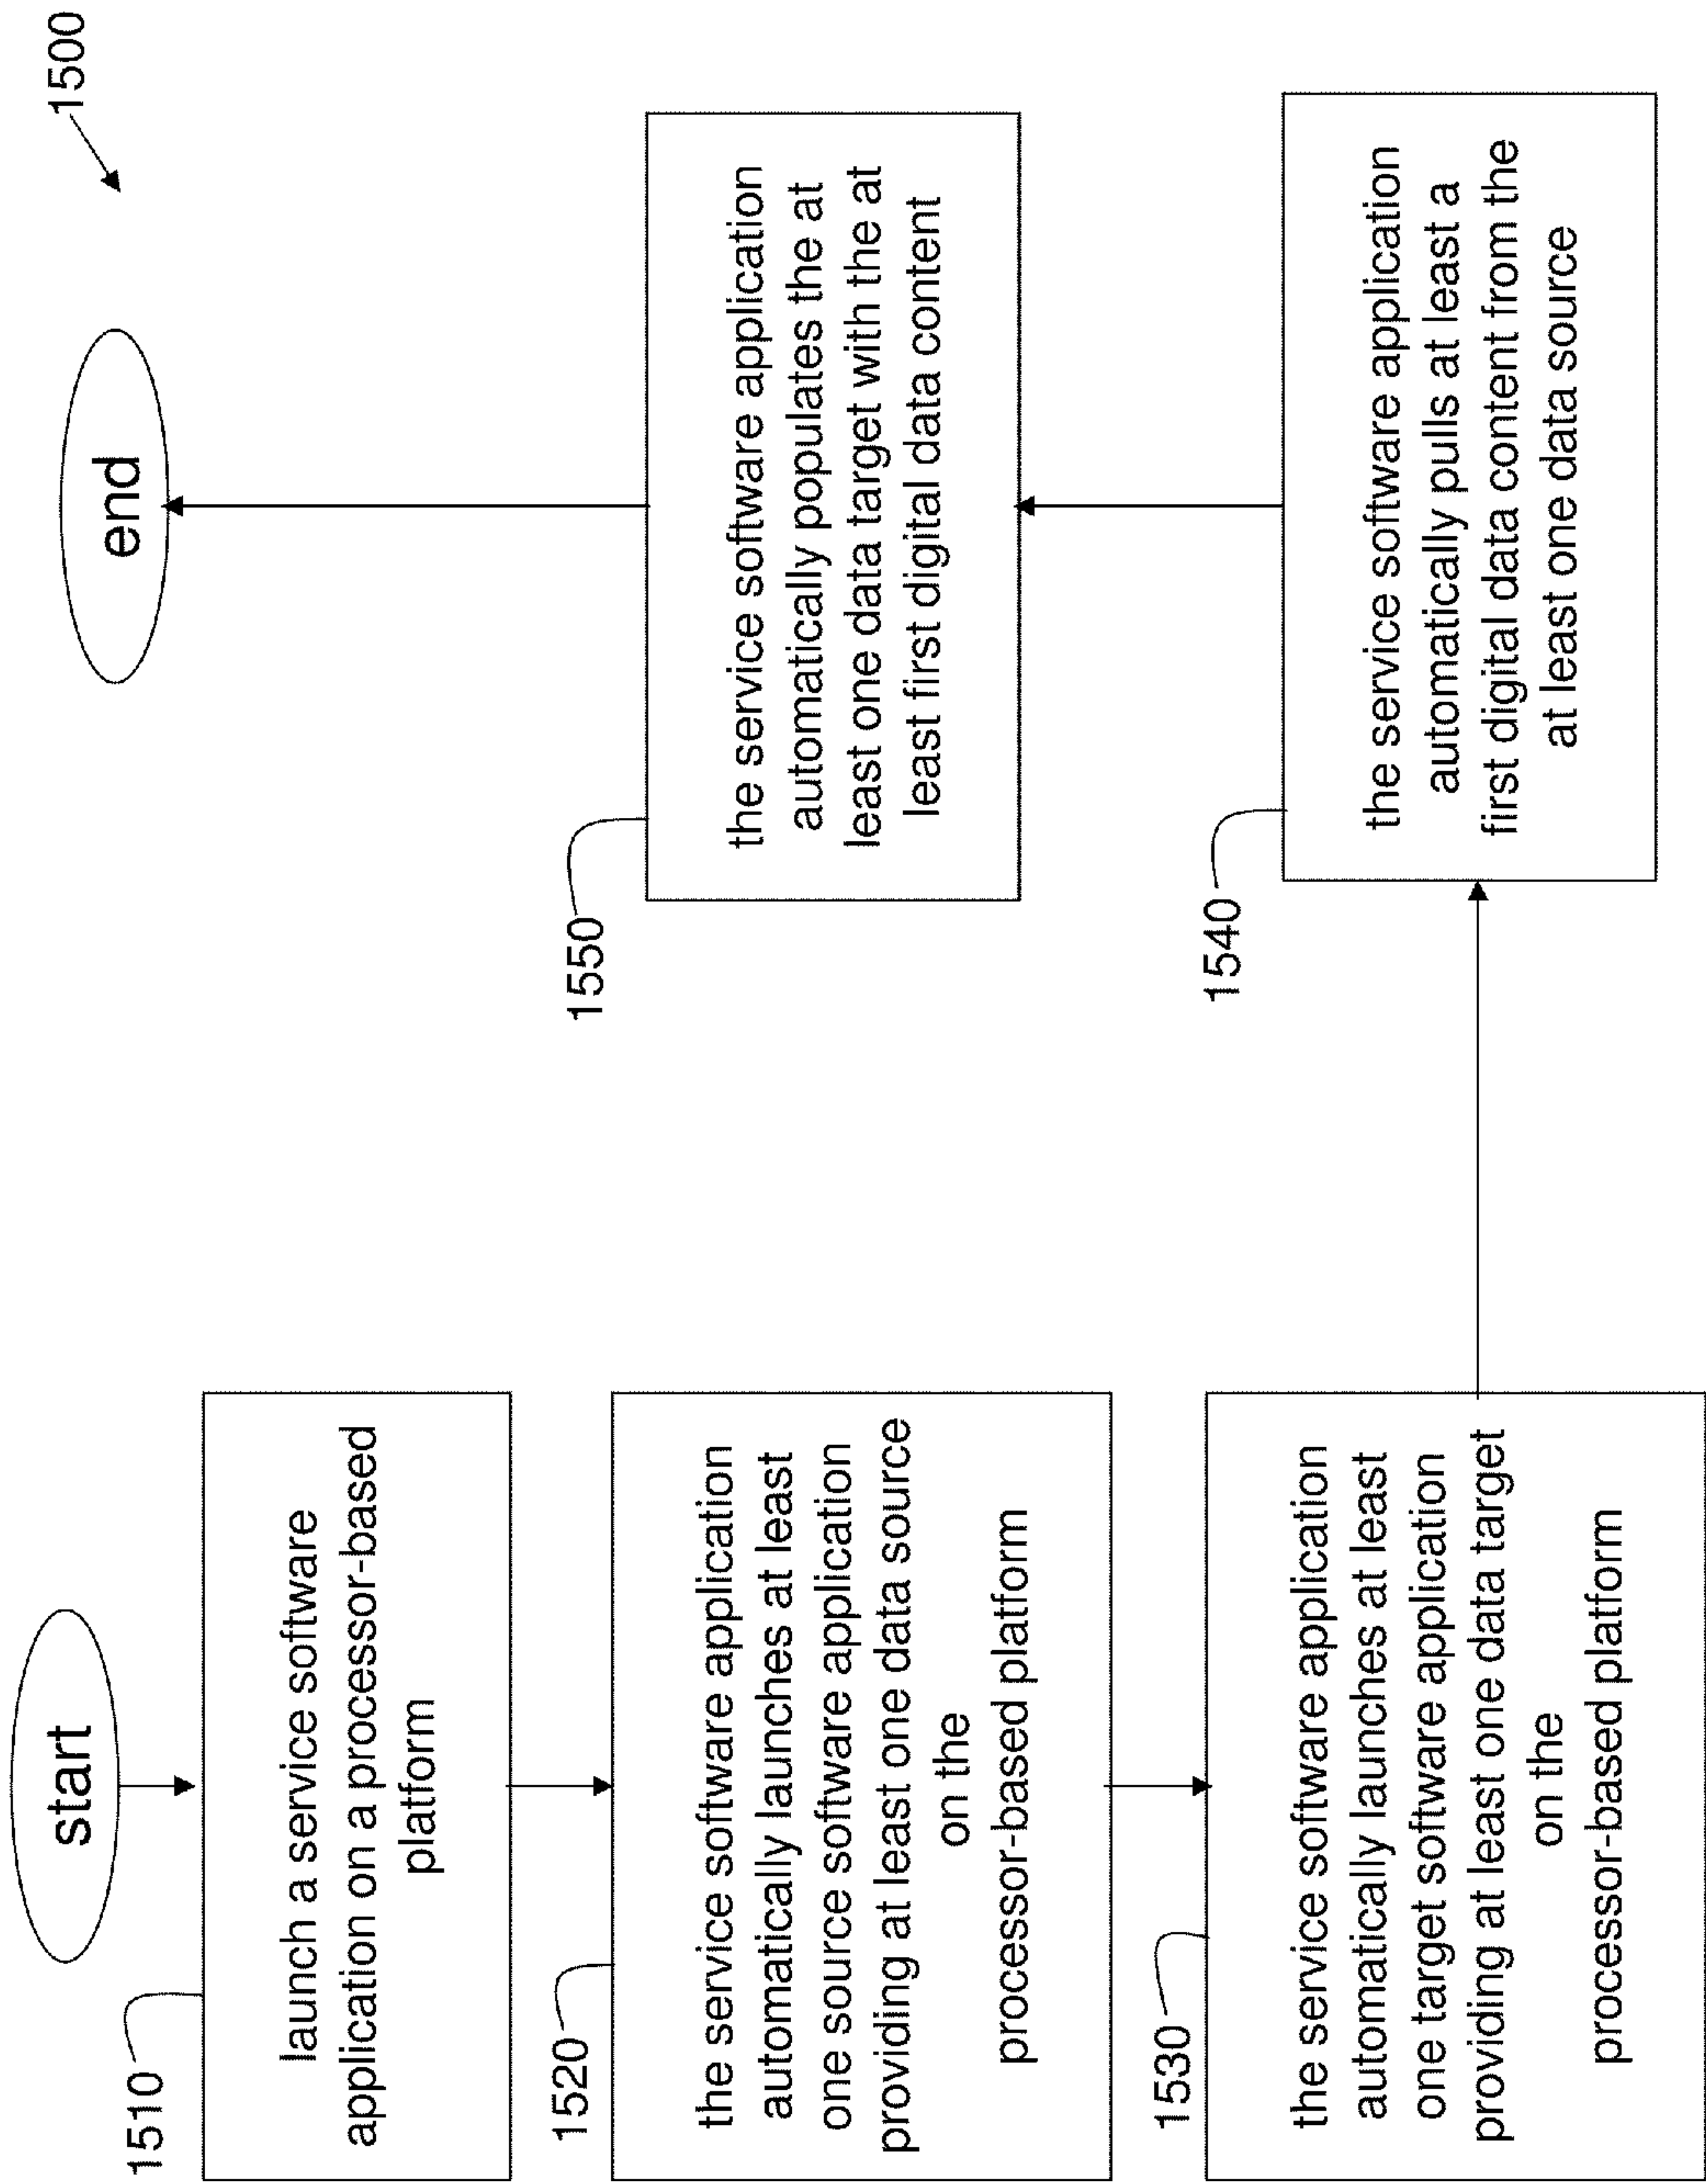 1500
start
1510
launch a service software
application on a processor-based
platform
1520
the service software application
automatically launches at least
one source software application
providing at least one data source
on the
processor-based platform
1530
the service software application
automatically launches at least
one target software application
providing at least one data target
on the
processor-based platform
1540
the service software application
automatically pulls at least a
first digital data content from the
at least one data source
1550
the service software application
automatically populates the at
least one data target with the at
least first digital data content
end